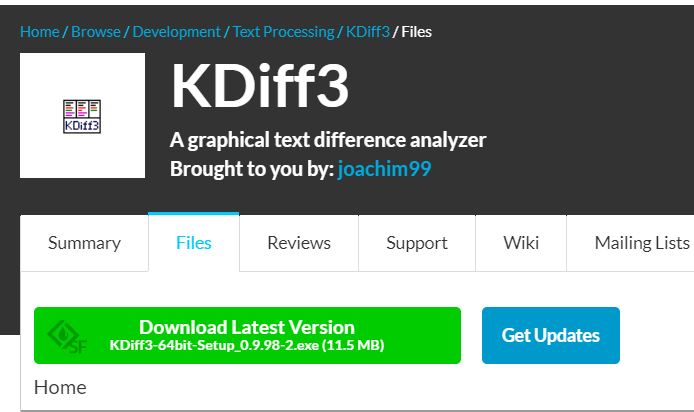 Home / Browse / Development / Text Processing / KDiff3 / Files
KDiff3
KDiff3
A graphical text difference analyzer
Brought to you by: joachim99
Summary Files Reviews Support Wiki Mailing Lists
Download Latest Version
SF
KDiff3-64bit-Setup_0.9.98-2.exe (11.5 MB)
Get Updates
Home